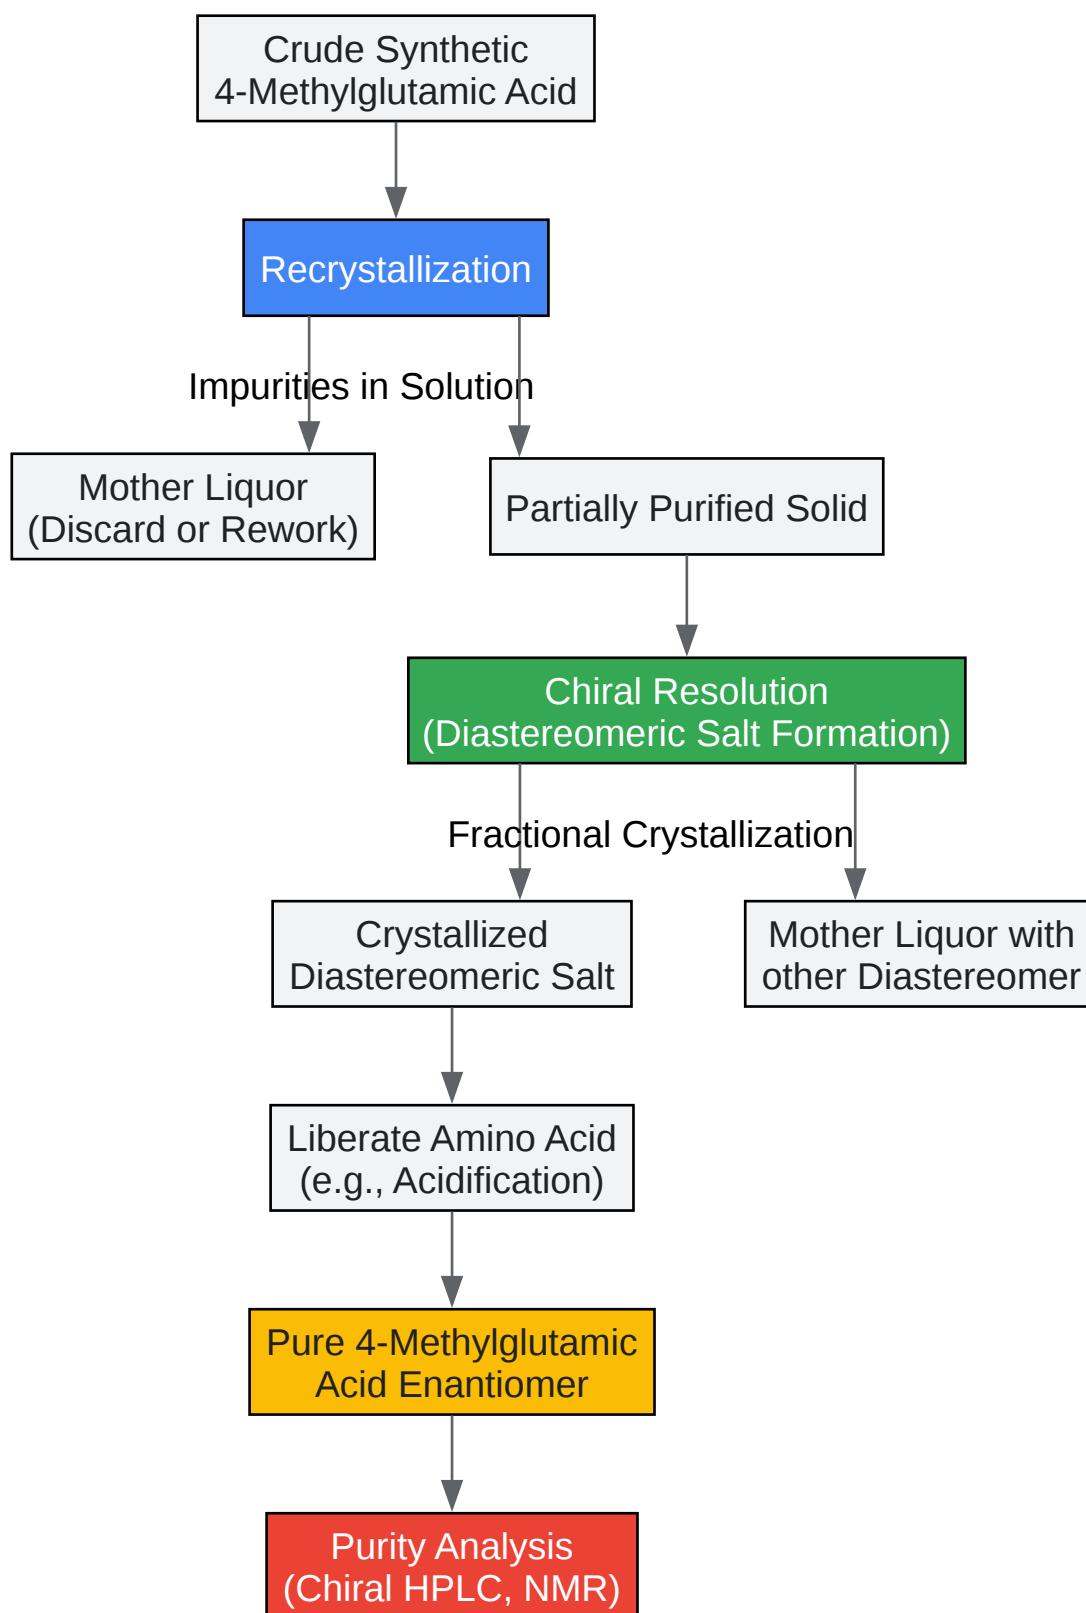 Crude Synthetic
4-Methylglutamic Acid
Recrystallization
Impurities in Solution
Mother Liquor
(Discard or Rework)
Partially Purified Solid
Chiral Resolution
(Diastereomeric Salt Formation)
Fractional Crystallization
Crystallized
Diastereomeric Salt
Mother Liquor with
other Diastereomer
Liberate Amino Acid
(e.g., Acidification)
Pure 4-Methylglutamic
Acid Enantiomer
Purity Analysis
(Chiral HPLC, NMR)